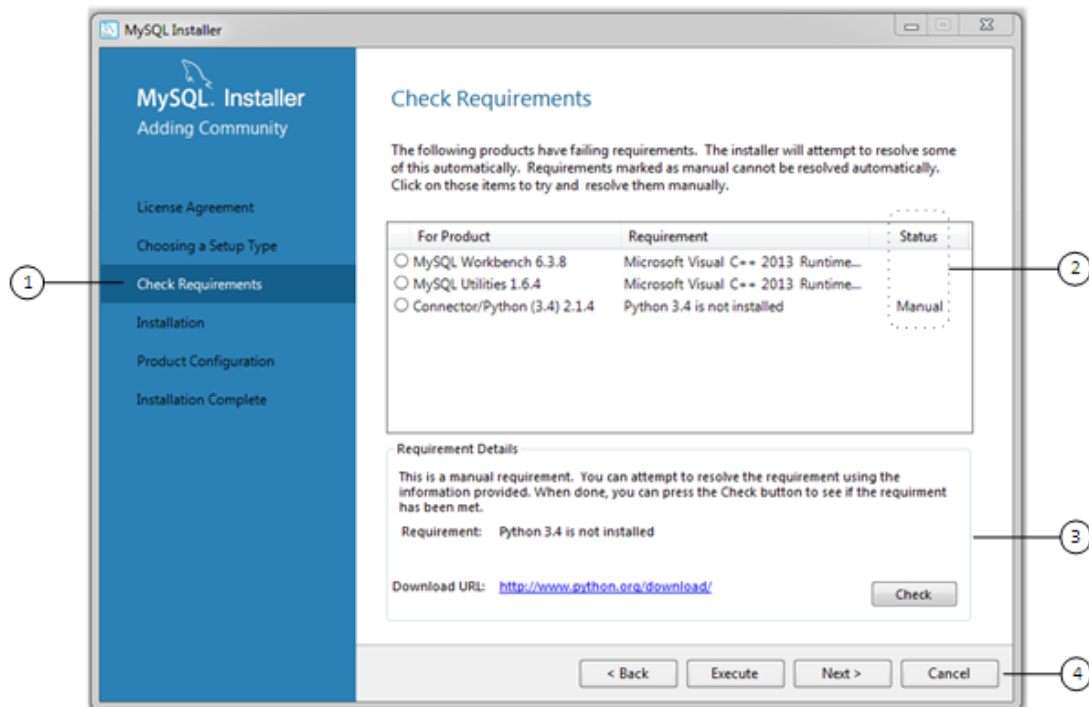 MySQL Installer
MySQL. Installer
Adding Community
License Agreement
Choosing a Setup Type
Check Requirements
Installation
Product Configuration
Installation Complete
Check Requirements
The following products have failing requirements. The installer will attempt to resolve some
of this automatically. Requirements marked as manual cannot be resolved automatically.
Click on those items to try and resolve them manually.
For Product Requirement Status
MySQL Workbench 6.3.8 Microsoft Visual C++ 2013 Runtime...
MySQL Utilities 1.6.4 Microsoft Visual C++ 2013 Runtime...
Connector/Python (3.4) 2.1.4 Python 3.4 is not installed Manual
Requirement Details
This is a manual requirement. You can attempt to resolve the requirement using the
information provided. When done, you can press the Check button to see if the requirment
has been met.
Requirement: Python 3.4 is not installed
Download URL: http://www.python.org/download/
Check
< Back Execute Next > Cancel
1
2
3
4